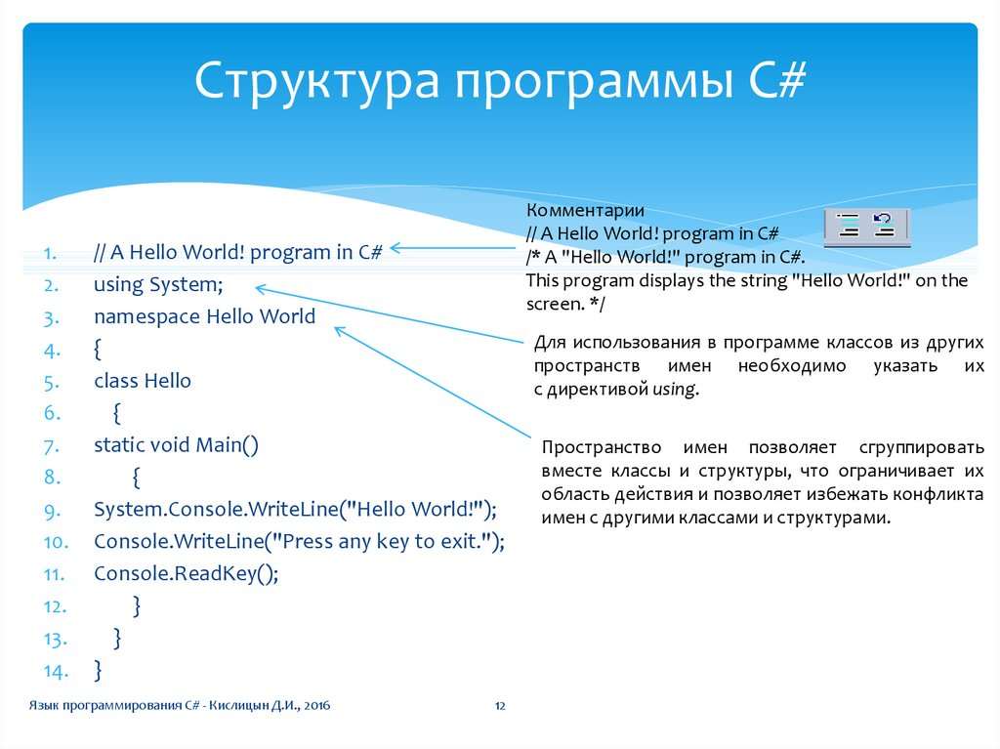 Структура программы C#
1. // A Hello World! program in C#
2. using System;
3. namespace Hello World
4. {
5. class Hello
6. {
7. static void Main()
8. {
9. System.Console.WriteLine("Hello World!");
10. Console.WriteLine("Press any key to exit.");
11. Console.ReadKey();
12. }
13. }
14. }
Комментарии
// A Hello World! program in C#
/* A "Hello World!" program in C#.
This program displays the string "Hello World!" on the
screen. */
Для использования в программе классов из других
пространств имен необходимо указать их
с директивой using.
Пространство имен позволяет сгруппировать
вместе классы и структуры, что ограничивает их
область действия и позволяет избежать конфликта
имен с другими классами и структурами.
Язык программирования C# - Кислицын Д.И., 2016
12